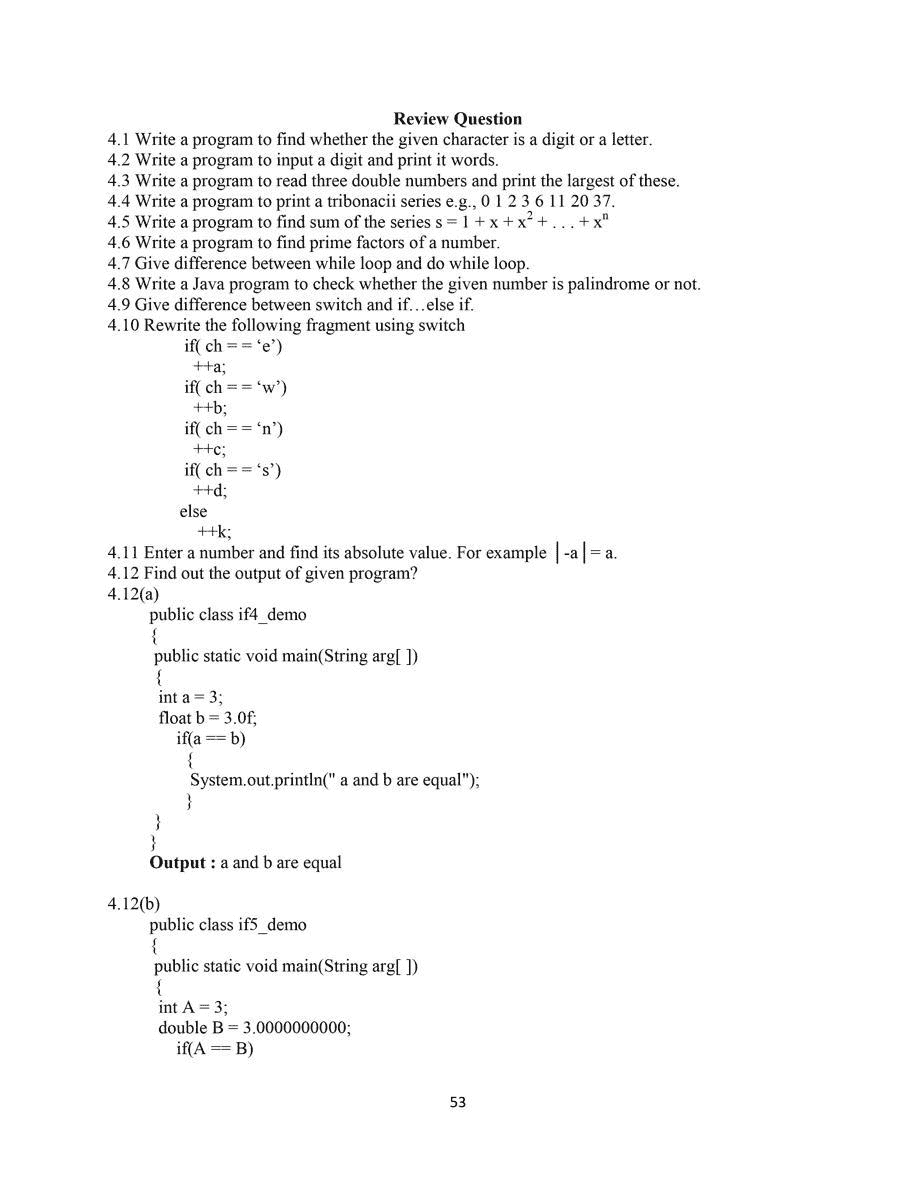 Review Question
4.1 Write a program to find whether the given character is a digit or a letter.
4.2 Write a program to input a digit and print it words.
4.3 Write a program to read three double numbers and print the largest of these.
4.4 Write a program to print a tribonacii series e.g., 0 1 2 3 6 11 20 37.
4.5 Write a program to find sum of the series s = 1 + x + x² + . . . + xⁿ
4.6 Write a program to find prime factors of a number.
4.7 Give difference between while loop and do while loop.
4.8 Write a Java program to check whether the given number is palindrome or not.
4.9 Give difference between switch and if…else if.
4.10 Rewrite the following fragment using switch
if( ch = = ‘e’)
++a;
if( ch = = ‘w’)
++b;
if( ch = = ‘n’)
++c;
if( ch = = ‘s’)
++d;
else
++k;
4.11 Enter a number and find its absolute value. For example │-a│= a.
4.12 Find out the output of given program?
4.12(a)
public class if4_demo
{
public static void main(String arg[ ])
{
int a = 3;
float b = 3.0f;
if(a == b)
{
System.out.println(" a and b are equal");
}
}
}
Output : a and b are equal
4.12(b)
public class if5_demo
{
public static void main(String arg[ ])
{
int A = 3;
double B = 3.0000000000;
if(A == B)
53